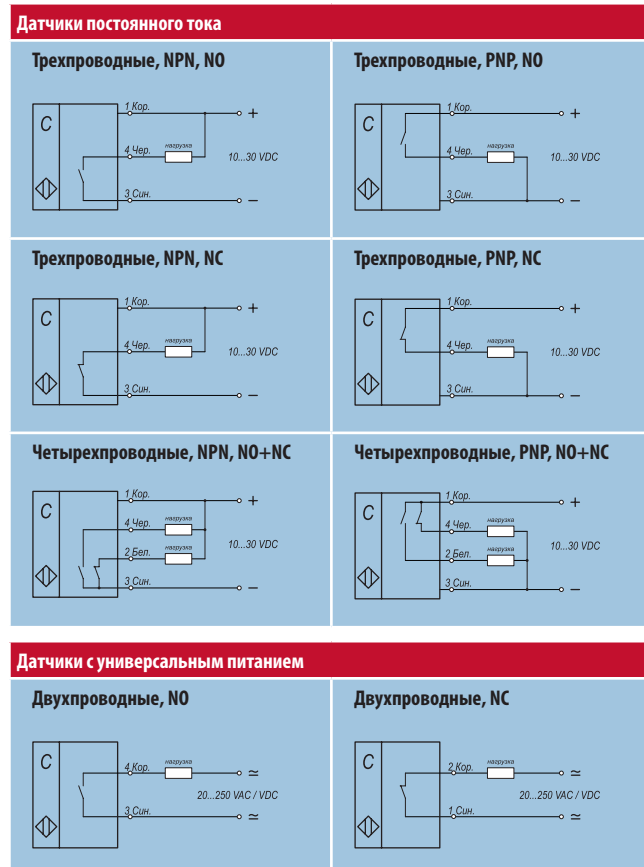 Датчики постоянного тока
Трехпроводные, NPN, NO
C
1 Кор.
+
4 Чер.
нагрузка
10...30 VDC
3 Син.
−
Трехпроводные, PNP, NO
C
1 Кор.
+
4 Чер.
нагрузка
10...30 VDC
3 Син.
−
Трехпроводные, NPN, NC
C
1 Кор.
+
4 Чер.
нагрузка
10...30 VDC
3 Син.
−
Трехпроводные, PNP, NC
C
1 Кор.
+
4 Чер.
нагрузка
10...30 VDC
3 Син.
−
Четырехпроводные, NPN, NO+NC
C
1 Кор.
+
4 Чер.
нагрузка
2 Бел.
нагрузка
10...30 VDC
3 Син.
−
Четырехпроводные, PNP, NO+NC
C
1 Кор.
+
4 Чер.
нагрузка
2 Бел.
нагрузка
10...30 VDC
3 Син.
−
Датчики с универсальным питанием
Двухпроводные, NO
C
4 Кор.
нагрузка
≃
20...250 VAC / VDC
3 Син.
≃
Двухпроводные, NC
C
2 Кор.
нагрузка
≃
20...250 VAC / VDC
1 Син.
≃